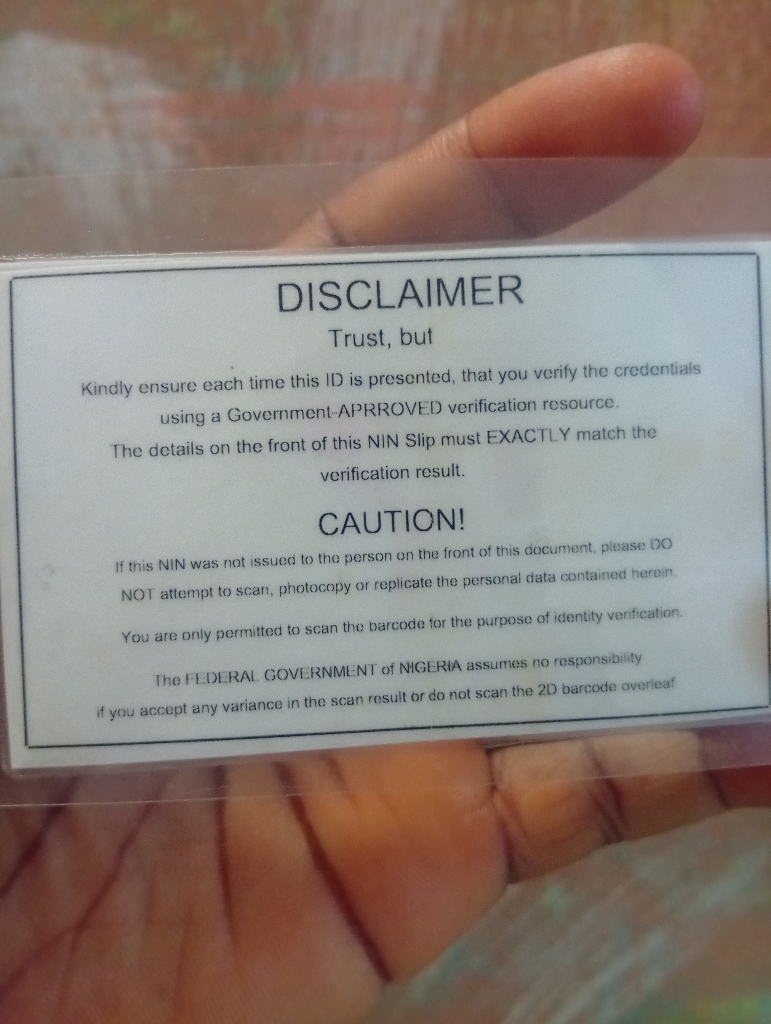 DISCLAIMER
Trust, but
Kindly ensure each time this ID is presented, that you verify the credentials
using a Government-APRROVED verification resource.
The details on the front of this NIN Slip must EXACTLY match the
verification result.
CAUTION!
If this NIN was not issued to the person on the front of this document, please DO
NOT attempt to scan, photocopy or replicate the personal data contained herein.
You are only permitted to scan the barcode for the purpose of identity verification.
The FEDERAL GOVERNMENT of NIGERIA assumes no responsibility
if you accept any variance in the scan result or do not scan the 2D barcode overleaf